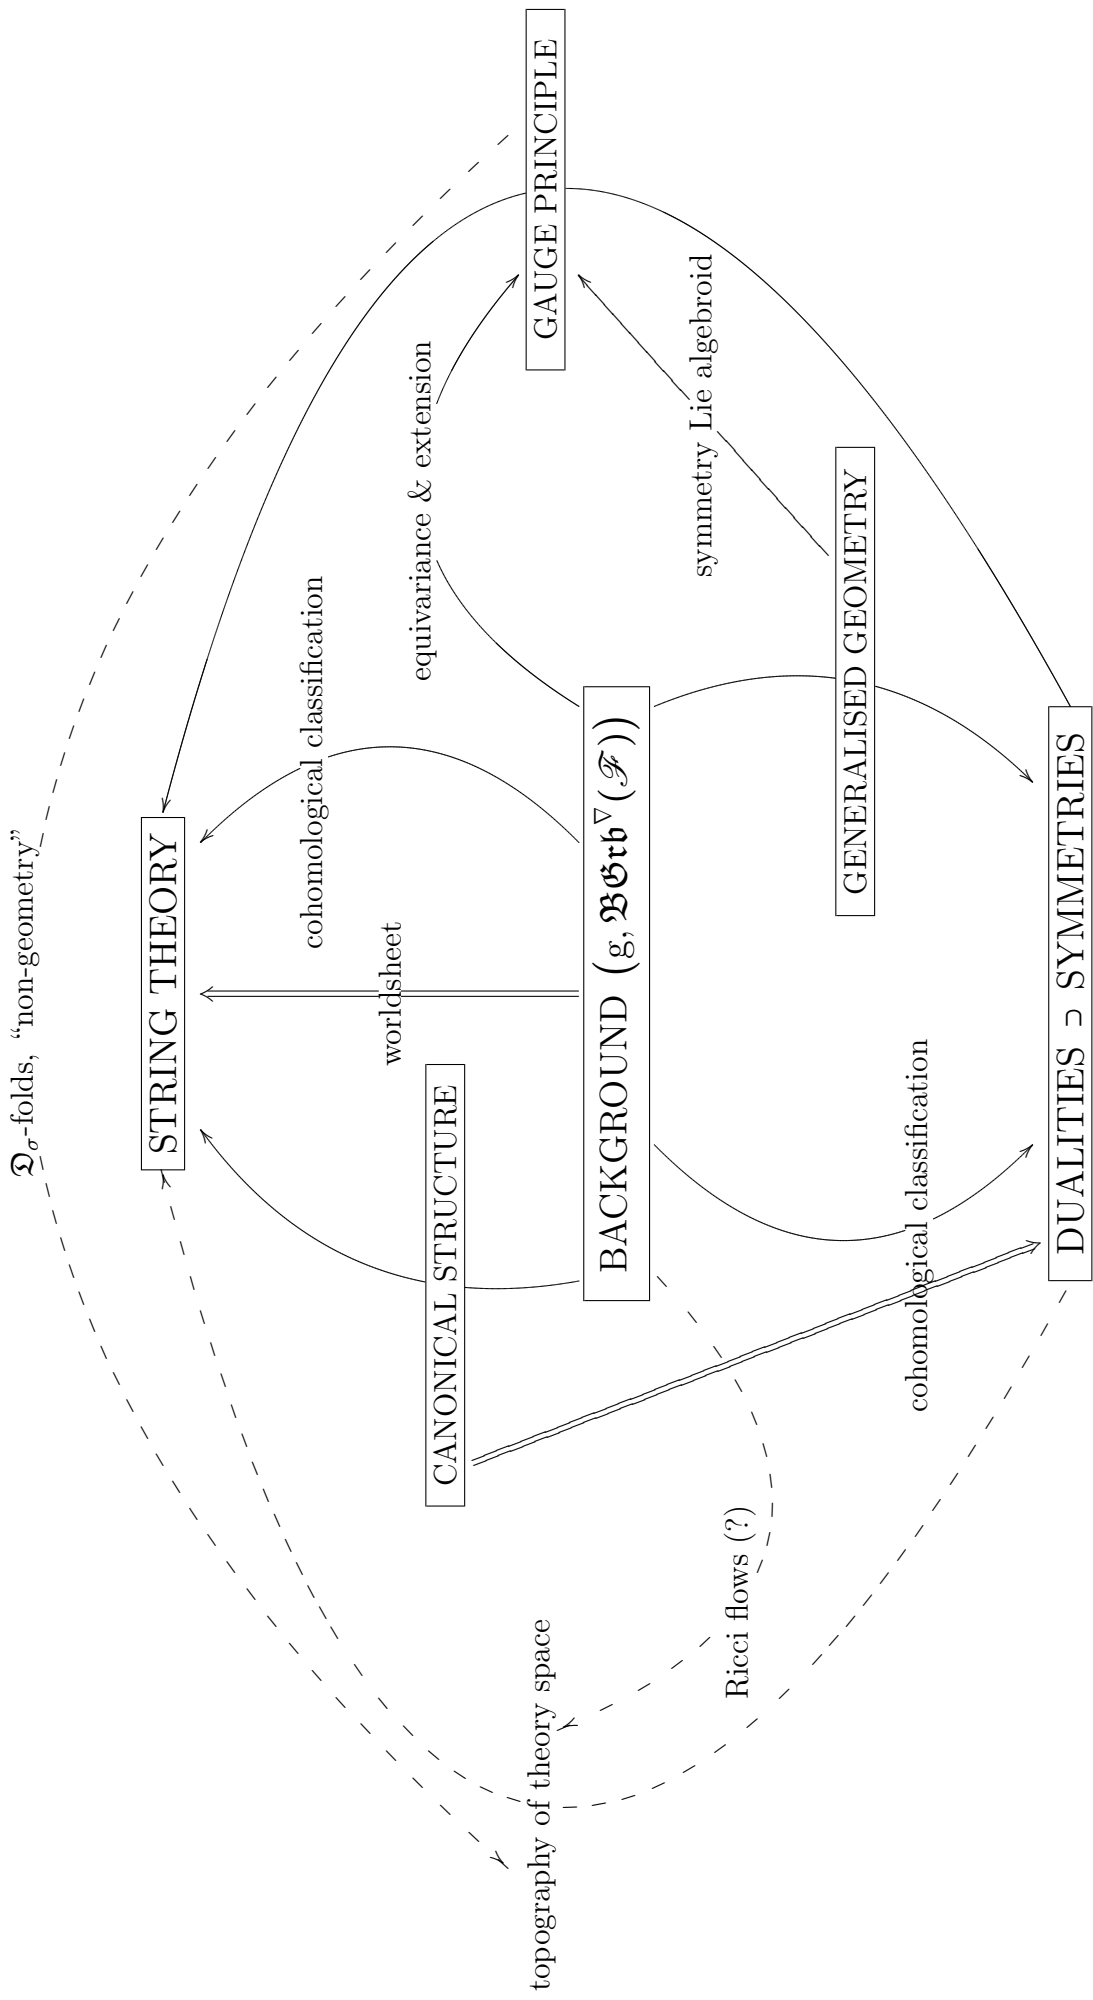 𝔇σ-folds, “non-geometry”
STRING THEORY
cohomological classification
worldsheet
equivariance & extension
CANONICAL STRUCTURE
GAUGE PRINCIPLE
topography of theory space
BACKGROUND (g, 𝕭𝕲𝖗𝖇^∇(ℱ))
symmetry Lie algebroid
Ricci flows (?)
GENERALISED GEOMETRY
cohomological classification
DUALITIES ⊃ SYMMETRIES